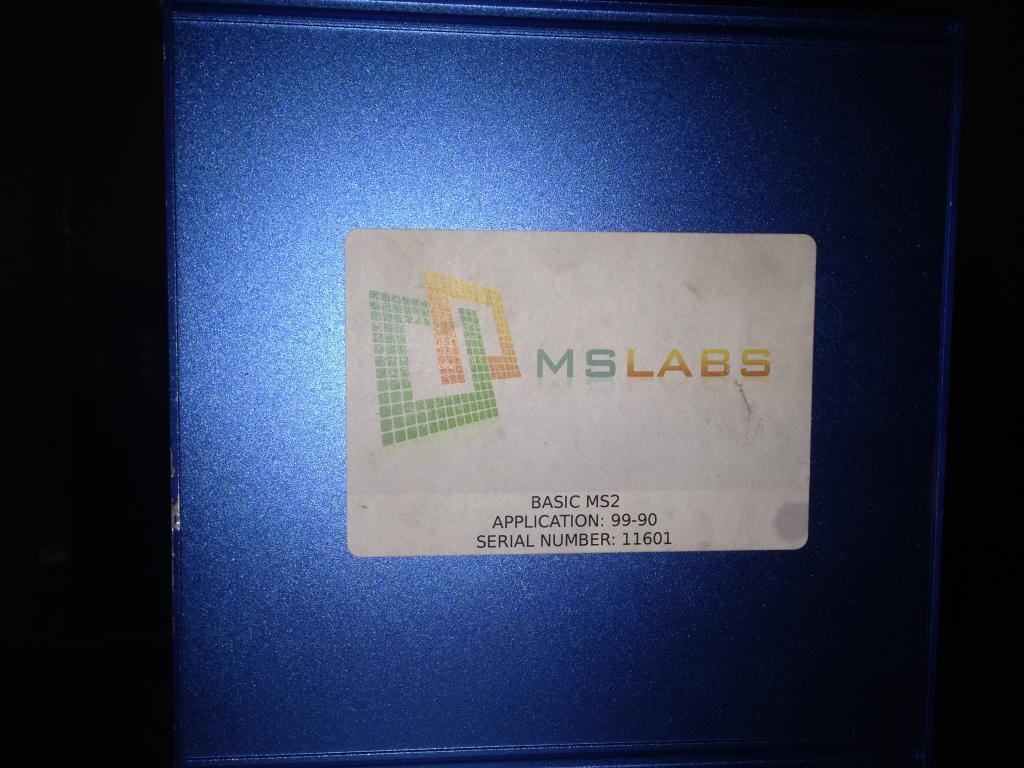 MSLABS
BASIC MS2
APPLICATION: 99-90
SERIAL NUMBER: 11601